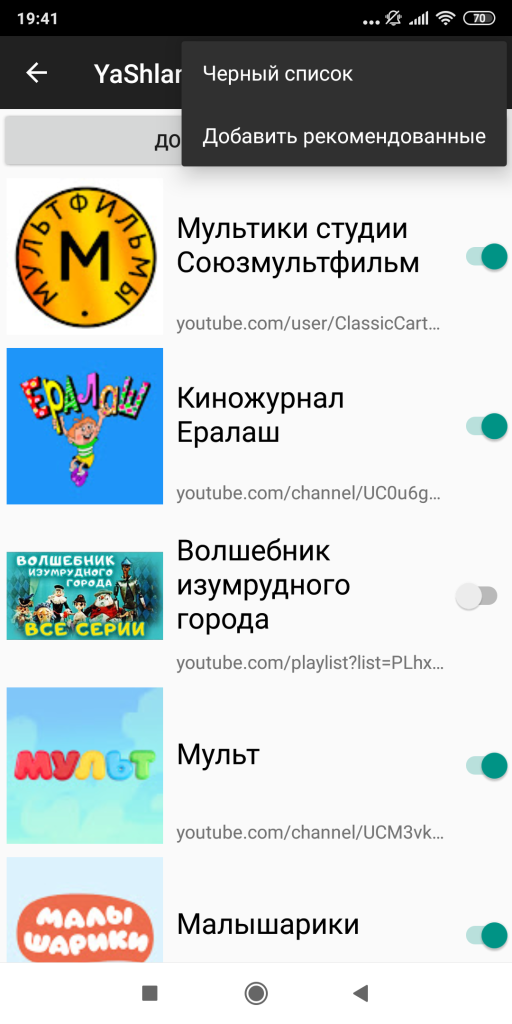 19:41
70
YaShlan
Черный список
Добавить рекомендованные
ДО
МУЛЬТФИЛЬМЫ
М
Мультики студии
Союзмультфильм
youtube.com/user/ClassicCart…
ЕРАЛАШ
Киножурнал
Ералаш
youtube.com/channel/UC0u6g…
ВОЛШЕБНИК
ИЗУМРУДНОГО
ГОРОДА
ВСЕ СЕРИИ
Волшебник
изумрудного
города
youtube.com/playlist?list=PLhx…
МУЛЬТ
Мульт
youtube.com/channel/UCM3vk…
МАЛЫ
ШАРИКИ
Малышарики